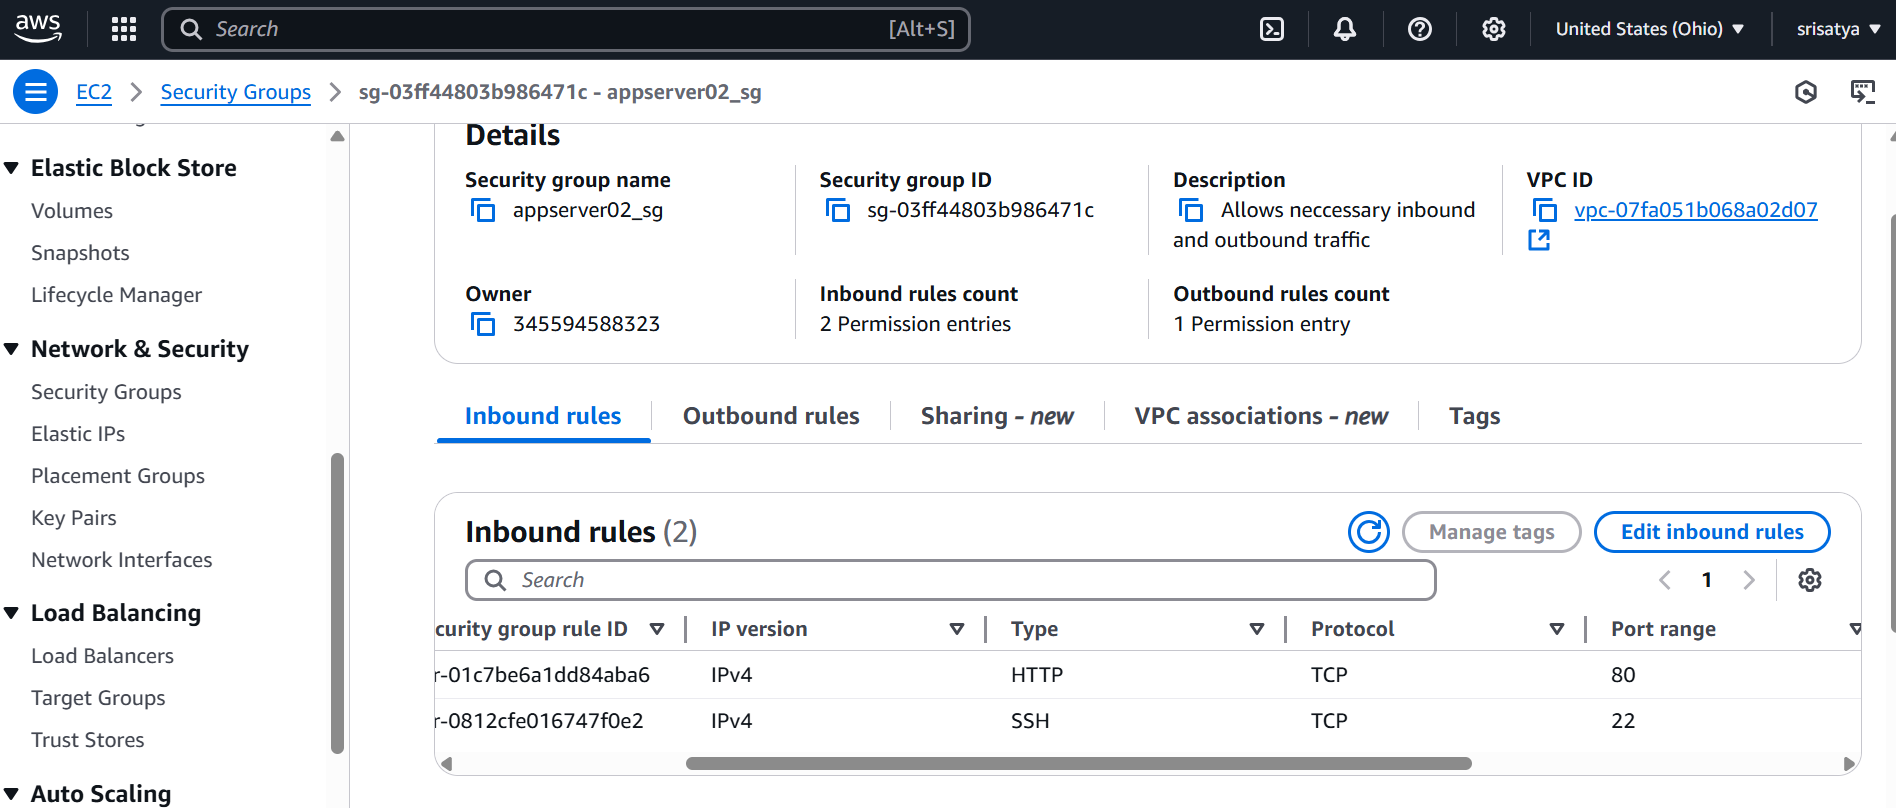 aws
Search [Alt+S]
United States (Ohio)
srisatya
EC2 Security Groups sg-03ff44803b986471c - appserver02_sg
Elastic Block Store
Volumes
Snapshots
Lifecycle Manager
Network & Security
Security Groups
Elastic IPs
Placement Groups
Key Pairs
Network Interfaces
Load Balancing
Load Balancers
Target Groups
Trust Stores
Auto Scaling
Details
Security group name
appserver02_sg
Security group ID
sg-03ff44803b986471c
Description
Allows neccessary inbound
and outbound traffic
VPC ID
vpc-07fa051b068a02d07
Owner
345594588323
Inbound rules count
2 Permission entries
Outbound rules count
1 Permission entry
Inbound rules Outbound rules Sharing - new VPC associations - new Tags
Inbound rules (2)
Manage tags
Edit inbound rules
Search
1
curity group rule ID IP version Type Protocol Port range
r-01c7be6a1dd84aba6 IPv4 HTTP TCP 80
r-0812cfe016747f0e2 IPv4 SSH TCP 22